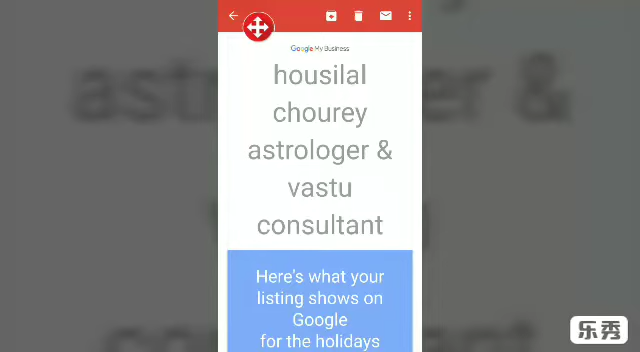 Google My Business
housilal
chourey
astrologer &
vastu
consultant
Here's what your
listing shows on
Google
for the holidays
乐秀